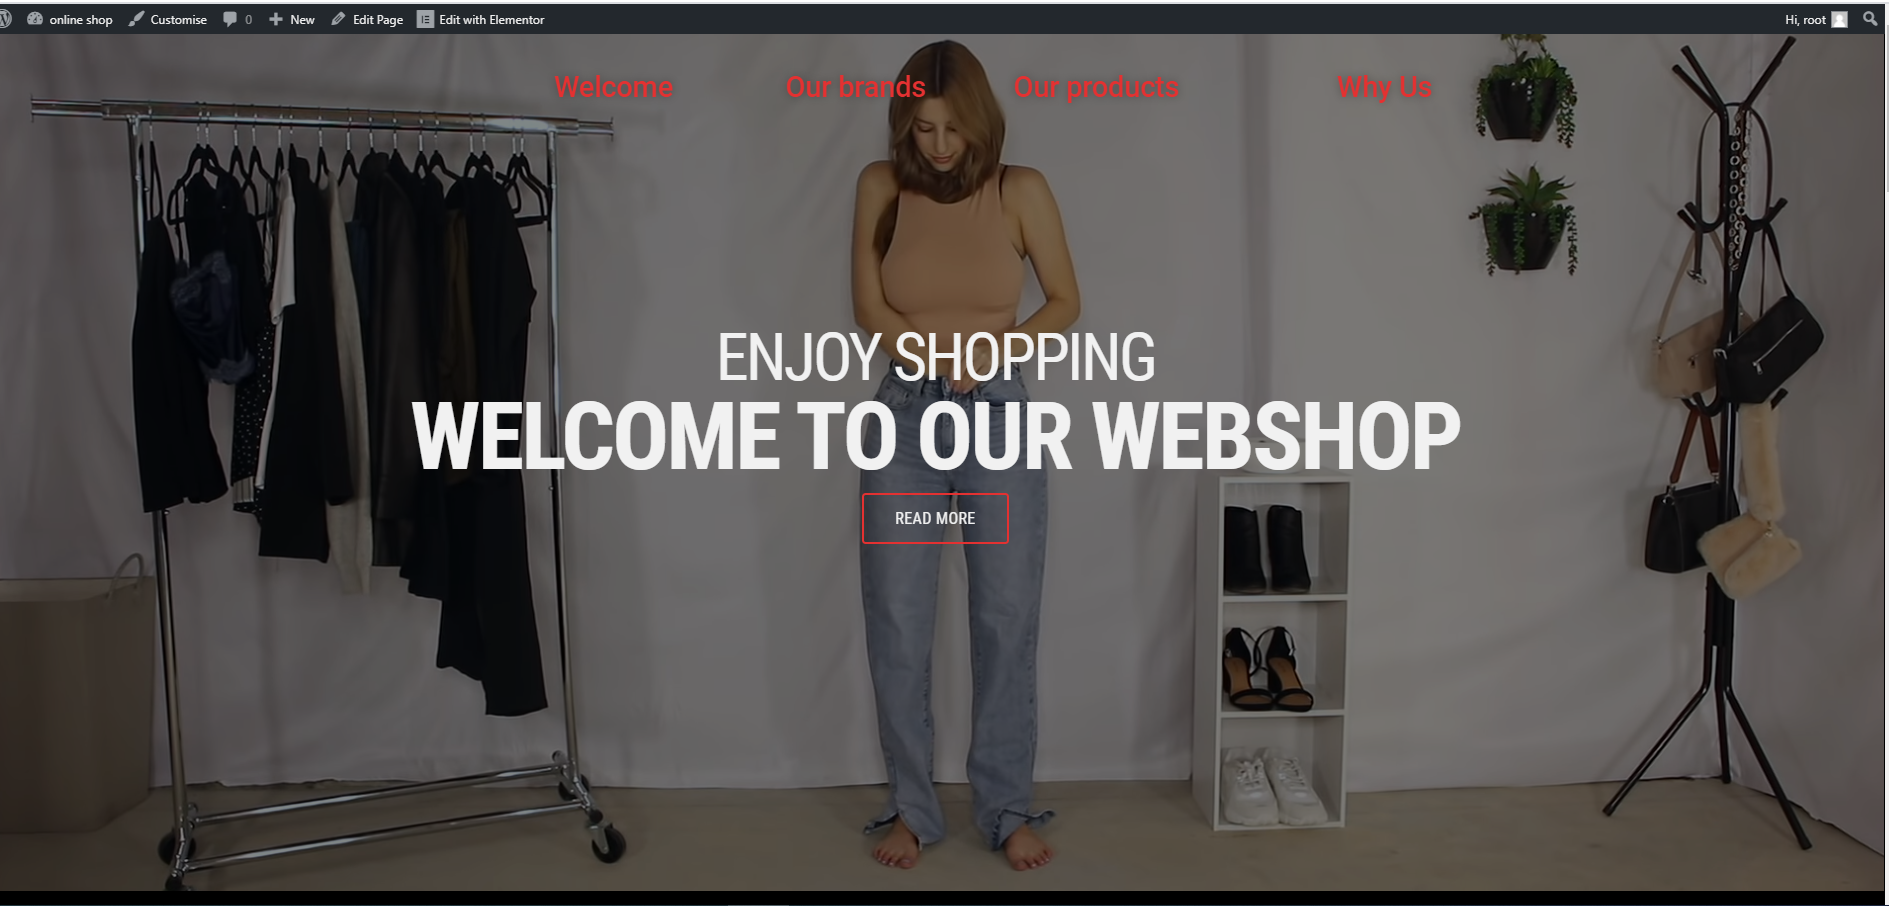 online shop Customise 0 New Edit Page Edit with Elementor Hi, root
Welcome Our brands Our products Why Us
ENJOY SHOPPING
WELCOME TO OUR WEBSHOP
READ MORE